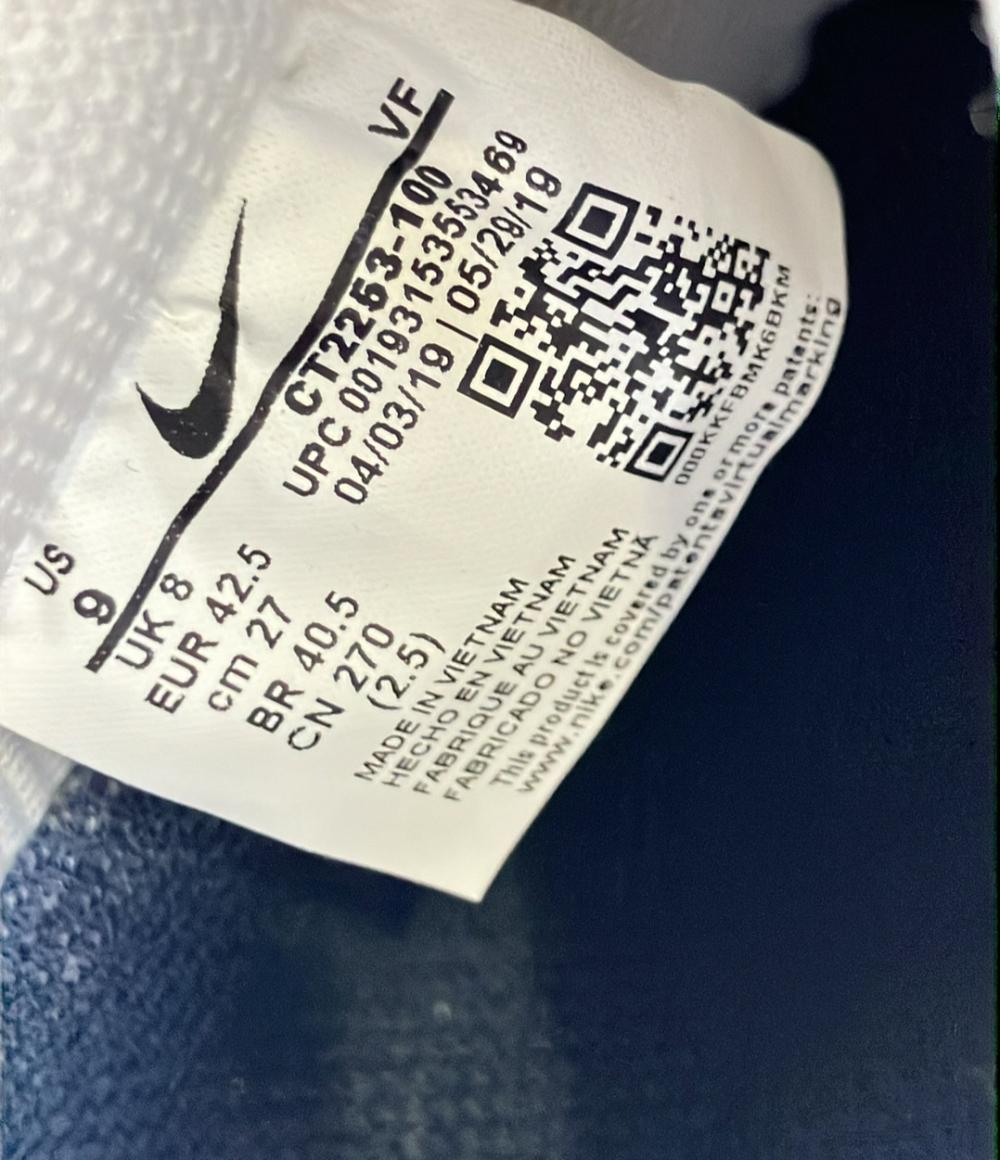 US
9
VF
UK 8
EUR 42.5
cm 27
BR 40.5
CN 270
(2.5)
CT2253-100
UPC 00193153553469
04/03/19 | 05/29/19
000KKFBMK6BKM
MADE IN VIETNAM
HECHO EN VIETNAM
FABRIQUE AU VIETNAM
FABRICADO NO VIETNÃ
This product is covered by one or more patents:
www.nike.com/patentsvirtualmarking